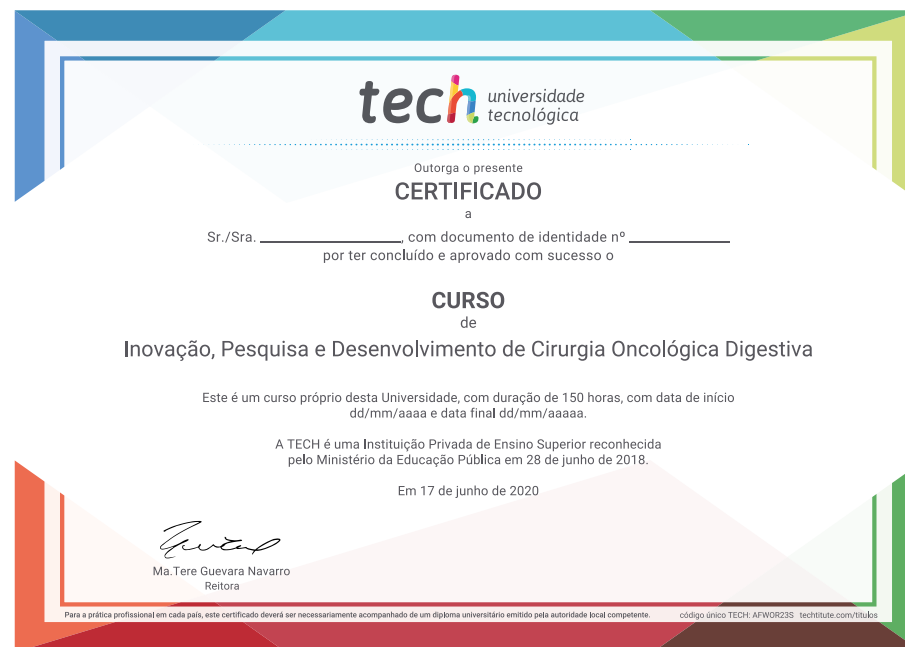 tech universidade
tecnológica
Outorga o presente
CERTIFICADO
a
Sr./Sra. ____________, com documento de identidade nº ____________
por ter concluído e aprovado com sucesso o
CURSO
de
Inovação, Pesquisa e Desenvolvimento de Cirurgia Oncológica Digestiva
Este é um curso próprio desta Universidade, com duração de 150 horas, com data de início
dd/mm/aaaa e data final dd/mm/aaaaa.
A TECH é uma Instituição Privada de Ensino Superior reconhecida
pelo Ministério da Educação Pública em 28 de junho de 2018.
Em 17 de junho de 2020
Ma.Tere Guevara Navarro
Reitora
Para a prática profissional em cada país, este certificado deverá ser necessariamente acompanhado de um diploma universitário emitido pela autoridade local competente. código único TECH: AFWOR23S techtitute.com/titulos